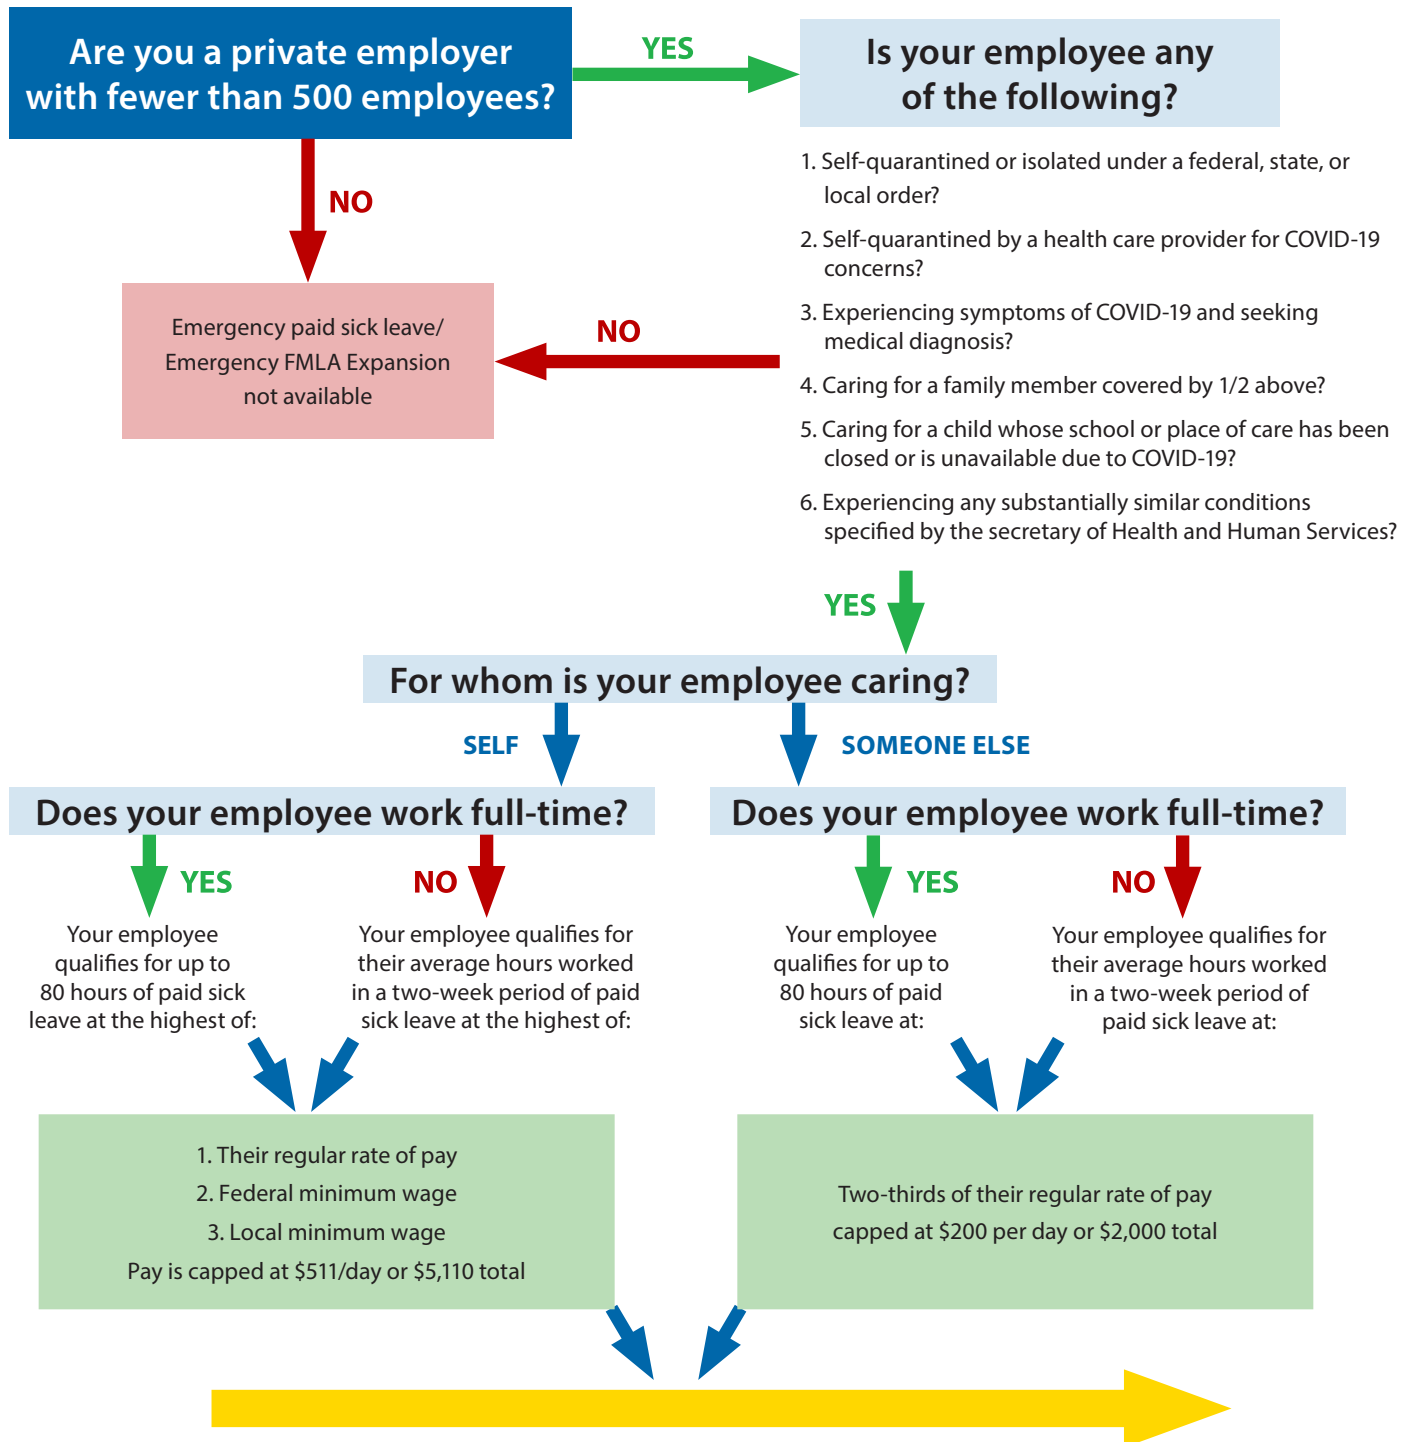 Are you a private employer
with fewer than 500 employees?
YES
Is your employee any
of the following?
1. Self-quarantined or isolated under a federal, state, or
local order?
2. Self-quarantined by a health care provider for COVID-19
concerns?
3. Experiencing symptoms of COVID-19 and seeking
medical diagnosis?
4. Caring for a family member covered by 1/2 above?
5. Caring for a child whose school or place of care has been
closed or is unavailable due to COVID-19?
6. Experiencing any substantially similar conditions
specified by the secretary of Health and Human Services?
NO
NO
Emergency paid sick leave/
Emergency FMLA Expansion
not available
YES
For whom is your employee caring?
SELF
SOMEONE ELSE
Does your employee work full-time?
YES
NO
Your employee
qualifies for up to
80 hours of paid sick
leave at the highest of:
Your employee qualifies for
their average hours worked
in a two-week period of paid
sick leave at the highest of:
1. Their regular rate of pay
2. Federal minimum wage
3. Local minimum wage
Pay is capped at $511/day or $5,110 total
Does your employee work full-time?
YES
NO
Your employee
qualifies for up to
80 hours of paid
sick leave at:
Your employee qualifies for
their average hours worked
in a two-week period of
paid sick leave at:
Two-thirds of their regular rate of pay
capped at $200 per day or $2,000 total